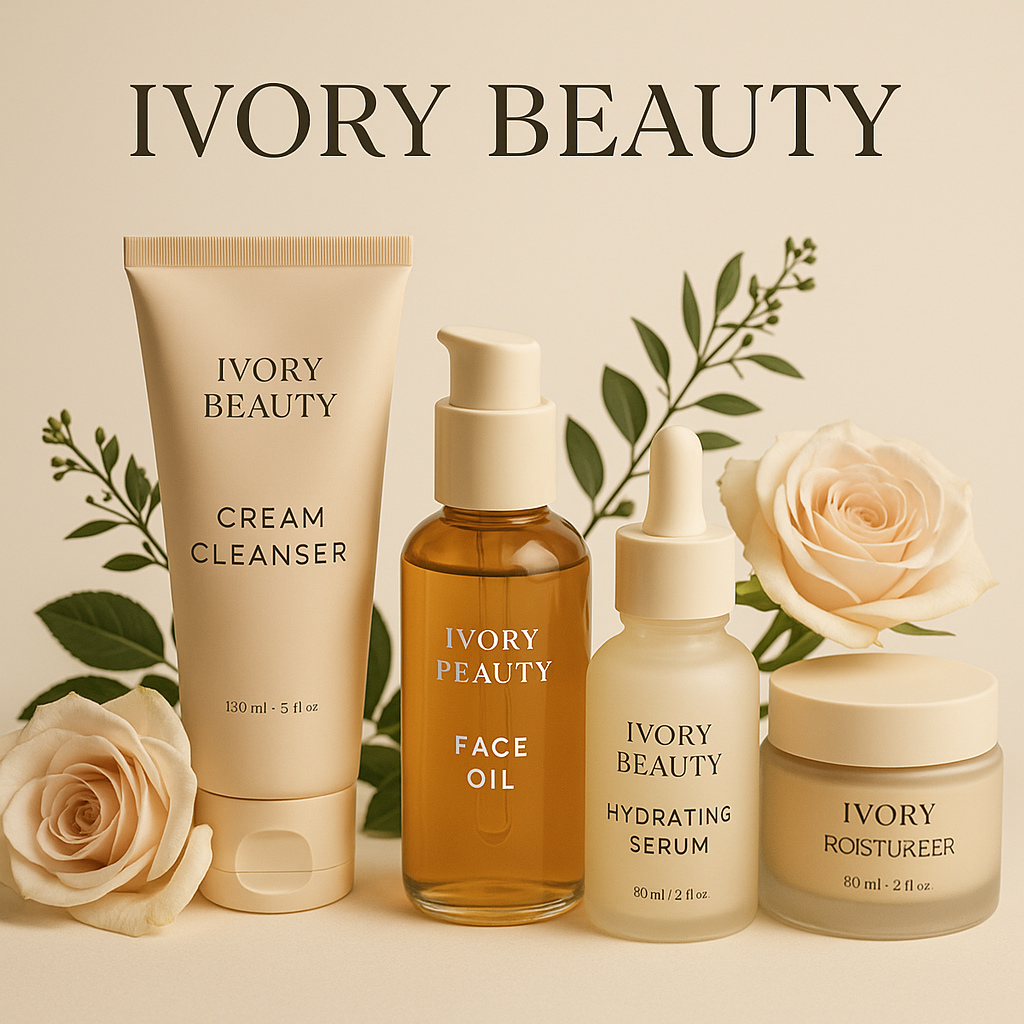 IVORY BEAUTY
IVORY
BEAUTY
CREAM
CLEANSER
130 ml · 5 fl oz
IVORY
PEAUTY
FACE
OIL
IVORY
BEAUTY
HYDRATING
SERUM
80 ml / 2 fl oz.
IVORY
ROISTUREER
80 ml · 2 fl oz.